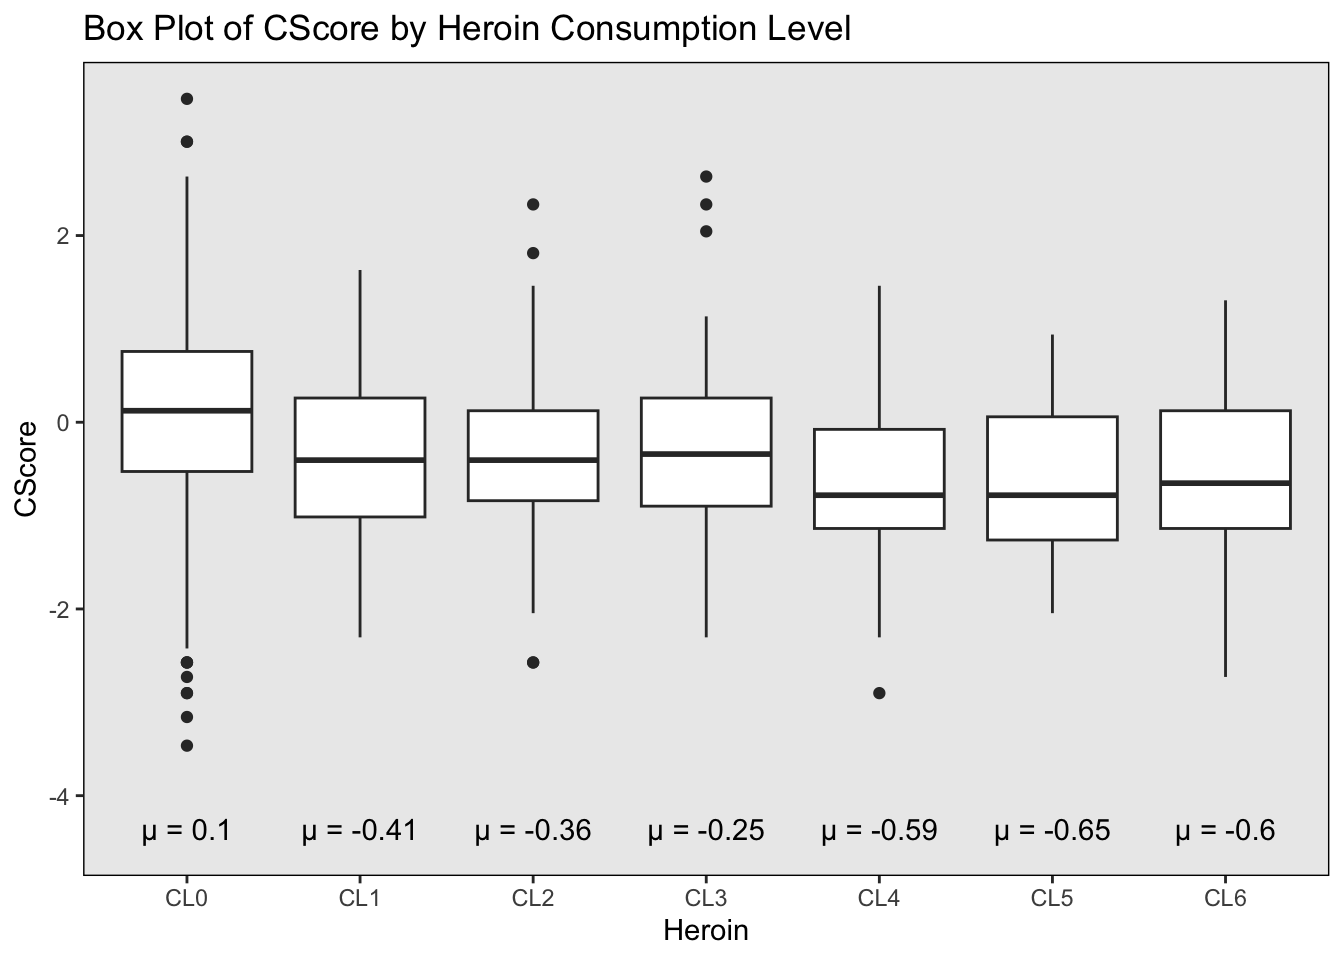 Box Plot of CScore by Heroin Consumption Level
CScore
2
0
-2
-4
μ = 0.1 μ = -0.41 μ = -0.36 μ = -0.25 μ = -0.59 μ = -0.65 μ = -0.6
CL0 CL1 CL2 CL3 CL4 CL5 CL6
Heroin